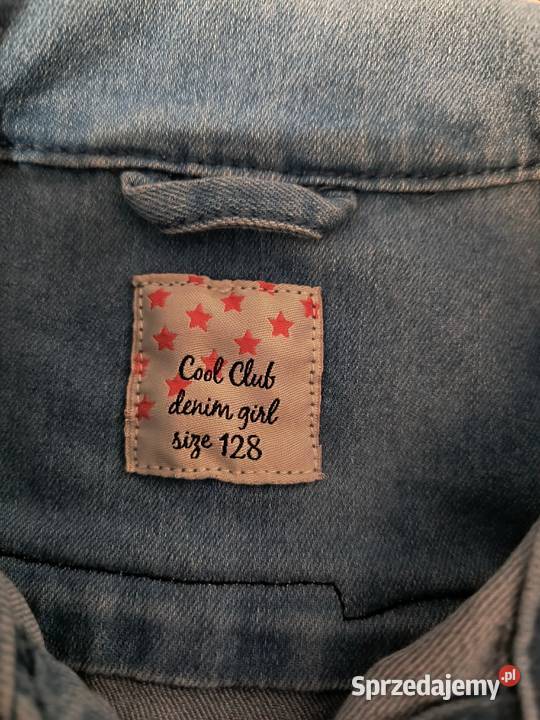 Cool Club
denim girl
size 128
Sprzedajemy.pl